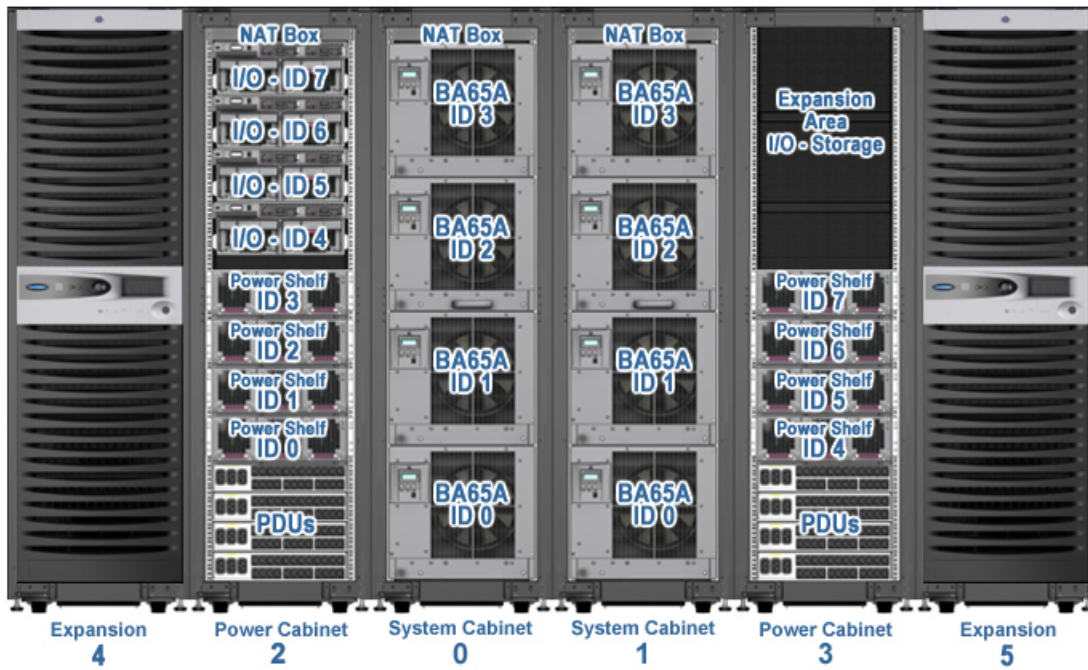 NAT Box
I/O - ID 7
I/O - ID 6
I/O - ID 5
I/O - ID 4
Power Shelf
ID 3
Power Shelf
ID 2
Power Shelf
ID 1
Power Shelf
ID 0
PDUs
NAT Box
BA65A
ID 3
BA65A
ID 2
BA65A
ID 1
BA65A
ID 0
NAT Box
BA65A
ID 3
BA65A
ID 2
BA65A
ID 1
BA65A
ID 0
Expansion
Area
I/O - Storage
Power Shelf
ID 7
Power Shelf
ID 6
Power Shelf
ID 5
Power Shelf
ID 4
PDUs
Expansion
4
Power Cabinet
2
System Cabinet
0
System Cabinet
1
Power Cabinet
3
Expansion
5